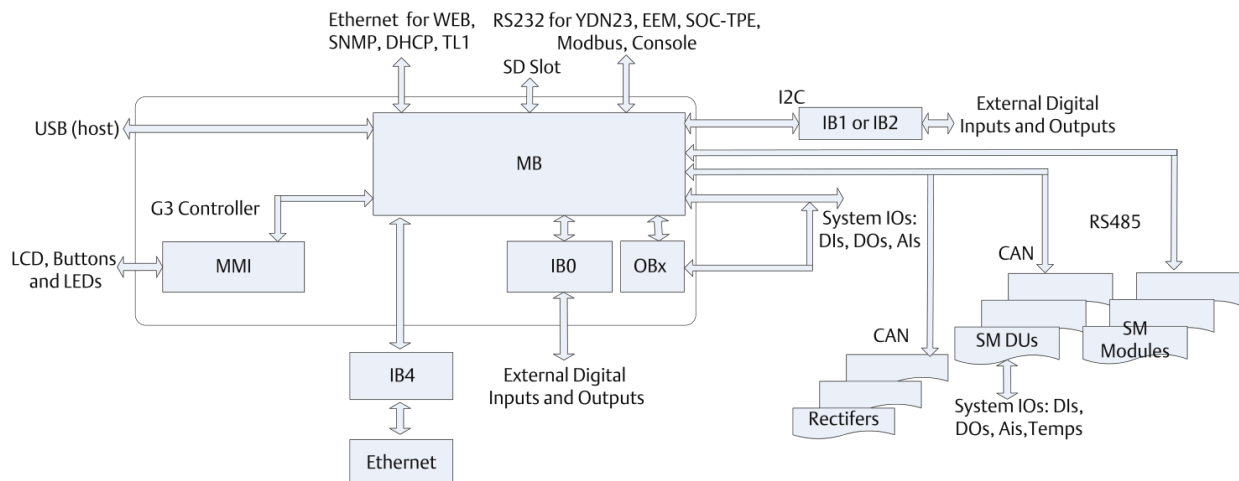 Ethernet for WEB,
SNMP, DHCP, TL1
RS232 for YDN23, EEM, SOC-TPE,
Modbus, Console
SD Slot
I2C
USB (host)
MB
IB1 or IB2
External Digital
Inputs and Outputs
G3 Controller
System IOs:
DIs, DOs, AIs
RS485
LCD, Buttons
and LEDs
MMI
IB0
OBx
CAN
CAN
SM DUs
SM
Modules
IB4
External Digital
Inputs and Outputs
Rectifers
System IOs: DIs,
DOs, Ais,Temps
Ethernet